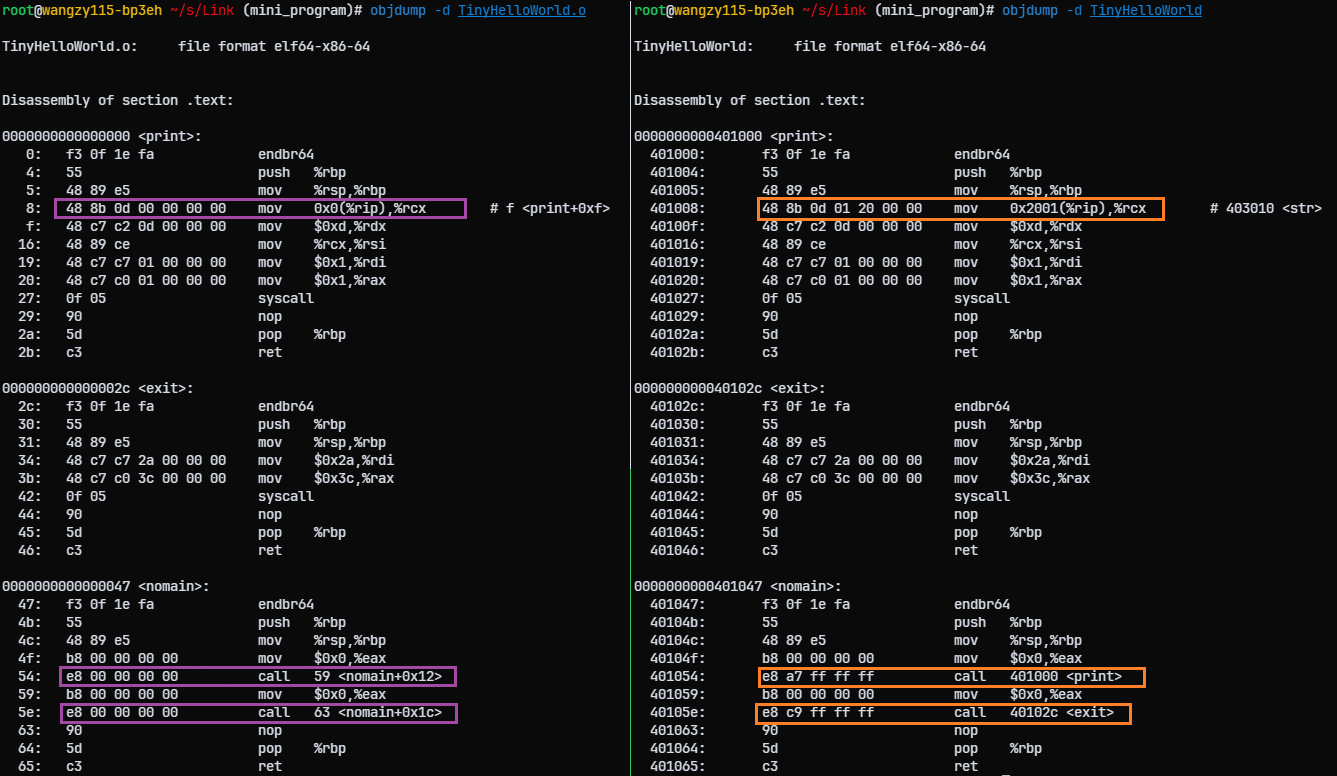 root@wangzy115-bp3eh ~/s/Link (mini_program)# objdump -d TinyHelloWorld.o
TinyHelloWorld.o:     file format elf64-x86-64
Disassembly of section .text:
0000000000000000 <print>:
0: f3 0f 1e fa endbr64
4: 55 push %rbp
5: 48 89 e5 mov %rsp,%rbp
8: 48 8b 0d 00 00 00 00 mov 0x0(%rip),%rcx # f <print+0xf>
f: 48 c7 c2 0d 00 00 00 mov $0xd,%rdx
16: 48 89 ce mov %rcx,%rsi
19: 48 c7 c7 01 00 00 00 mov $0x1,%rdi
20: 48 c7 c0 01 00 00 00 mov $0x1,%rax
27: 0f 05 syscall
29: 90 nop
2a: 5d pop %rbp
2b: c3 ret
000000000000002c <exit>:
2c: f3 0f 1e fa endbr64
30: 55 push %rbp
31: 48 89 e5 mov %rsp,%rbp
34: 48 c7 c7 2a 00 00 00 mov $0x2a,%rdi
3b: 48 c7 c0 3c 00 00 00 mov $0x3c,%rax
42: 0f 05 syscall
44: 90 nop
45: 5d pop %rbp
46: c3 ret
0000000000000047 <nomain>:
47: f3 0f 1e fa endbr64
4b: 55 push %rbp
4c: 48 89 e5 mov %rsp,%rbp
4f: b8 00 00 00 00 mov $0x0,%eax
54: e8 00 00 00 00 call 59 <nomain+0x12>
59: b8 00 00 00 00 mov $0x0,%eax
5e: e8 00 00 00 00 call 63 <nomain+0x1c>
63: 90 nop
64: 5d pop %rbp
65: c3 ret
root@wangzy115-bp3eh ~/s/Link (mini_program)# objdump -d TinyHelloWorld
TinyHelloWorld:     file format elf64-x86-64
Disassembly of section .text:
0000000000401000 <print>:
401000: f3 0f 1e fa endbr64
401004: 55 push %rbp
401005: 48 89 e5 mov %rsp,%rbp
401008: 48 8b 0d 01 20 00 00 mov 0x2001(%rip),%rcx # 403010 <str>
40100f: 48 c7 c2 0d 00 00 00 mov $0xd,%rdx
401016: 48 89 ce mov %rcx,%rsi
401019: 48 c7 c7 01 00 00 00 mov $0x1,%rdi
401020: 48 c7 c0 01 00 00 00 mov $0x1,%rax
401027: 0f 05 syscall
401029: 90 nop
40102a: 5d pop %rbp
40102b: c3 ret
000000000040102c <exit>:
40102c: f3 0f 1e fa endbr64
401030: 55 push %rbp
401031: 48 89 e5 mov %rsp,%rbp
401034: 48 c7 c7 2a 00 00 00 mov $0x2a,%rdi
40103b: 48 c7 c0 3c 00 00 00 mov $0x3c,%rax
401042: 0f 05 syscall
401044: 90 nop
401045: 5d pop %rbp
401046: c3 ret
0000000000401047 <nomain>:
401047: f3 0f 1e fa endbr64
40104b: 55 push %rbp
40104c: 48 89 e5 mov %rsp,%rbp
40104f: b8 00 00 00 00 mov $0x0,%eax
401054: e8 a7 ff ff ff call 401000 <print>
401059: b8 00 00 00 00 mov $0x0,%eax
40105e: e8 c9 ff ff ff call 40102c <exit>
401063: 90 nop
401064: 5d pop %rbp
401065: c3 ret